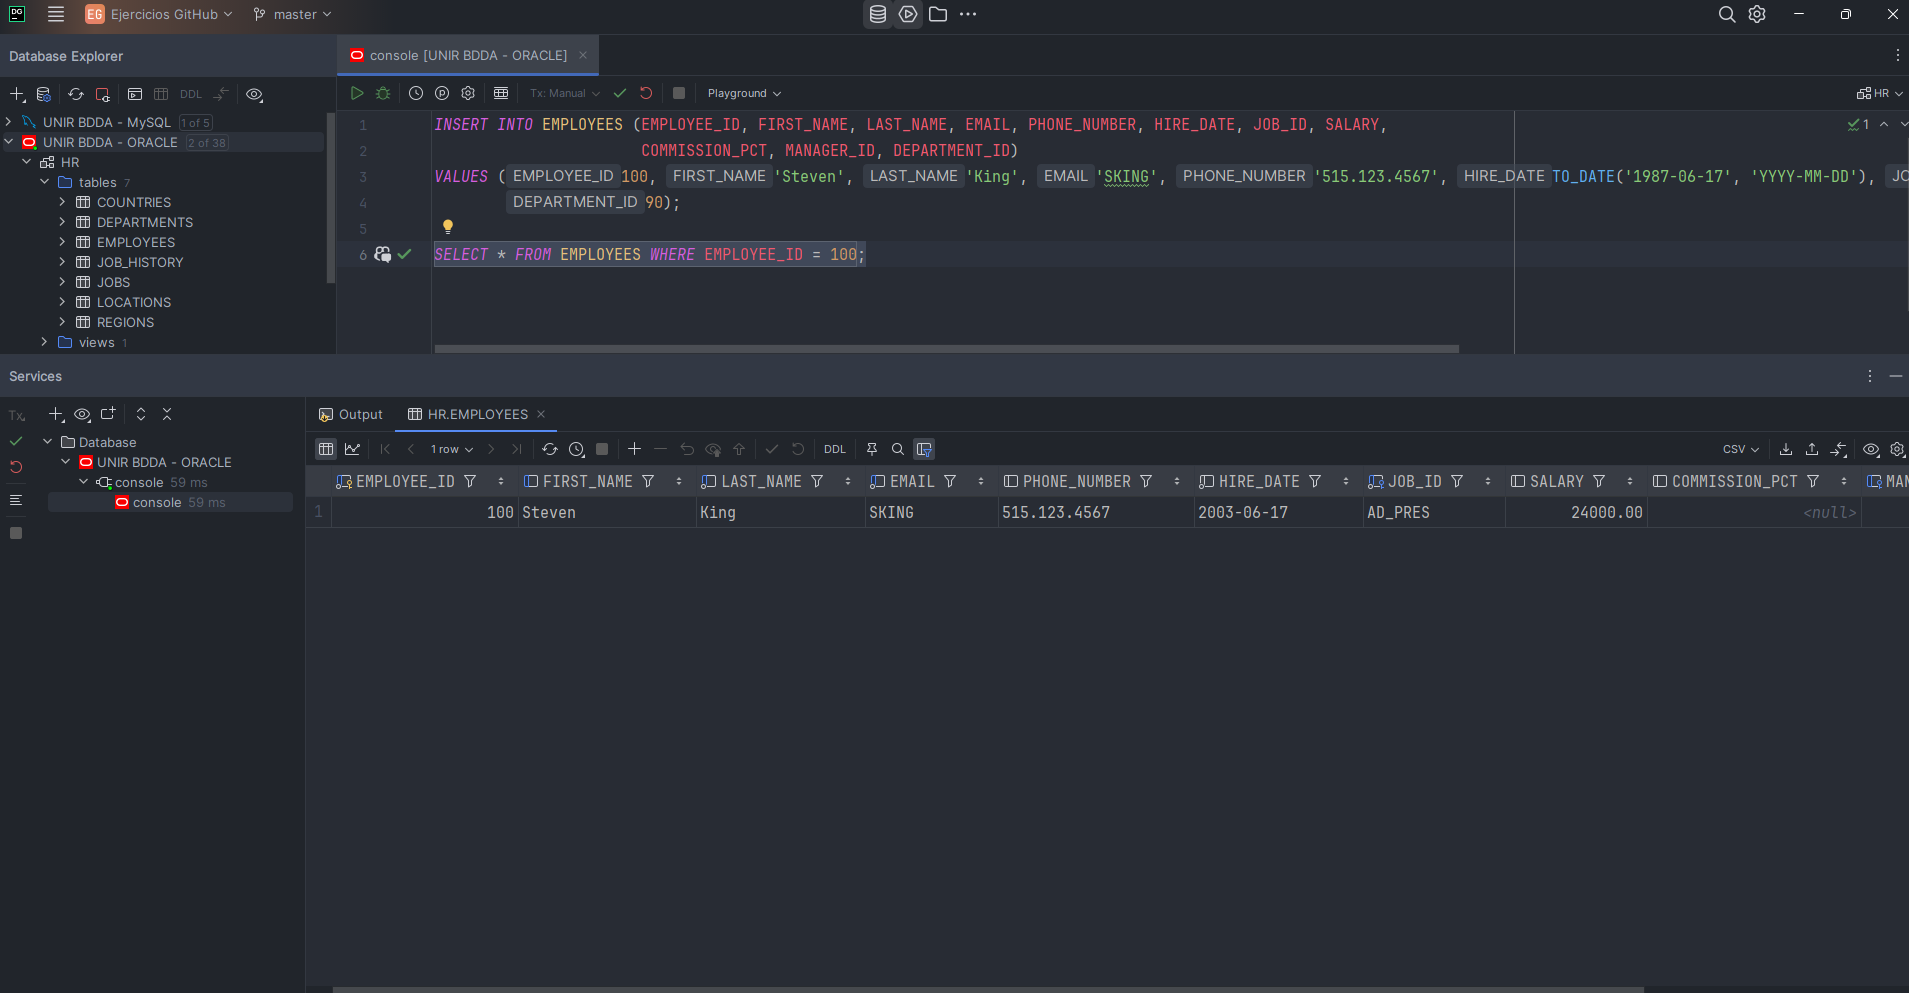 DG
EG Ejercicios GitHub master
Database Explorer
console [UNIR BDDA - ORACLE]
DDL
Tx: Manual Playground HR
UNIR BDDA - MySQL 1 of 5
UNIR BDDA - ORACLE 2 of 38
HR
tables 7
COUNTRIES
DEPARTMENTS
EMPLOYEES
JOB_HISTORY
JOBS
LOCATIONS
REGIONS
views 1
1 INSERT INTO EMPLOYEES (EMPLOYEE_ID, FIRST_NAME, LAST_NAME, EMAIL, PHONE_NUMBER, HIRE_DATE, JOB_ID, SALARY,
1
2 COMMISSION_PCT, MANAGER_ID, DEPARTMENT_ID)
3 VALUES ( EMPLOYEE_ID 100, FIRST_NAME 'Steven', LAST_NAME 'King', EMAIL 'SKING', PHONE_NUMBER '515.123.4567', HIRE_DATE TO_DATE('1987-06-17', 'YYYY-MM-DD'), JO
4 DEPARTMENT_ID 90);
5
6 SELECT * FROM EMPLOYEES WHERE EMPLOYEE_ID = 100;
Services
Tx
Database
UNIR BDDA - ORACLE
console 59 ms
console 59 ms
Output HR.EMPLOYEES
1 row DDL CSV
EMPLOYEE_ID FIRST_NAME LAST_NAME EMAIL PHONE_NUMBER HIRE_DATE JOB_ID SALARY COMMISSION_PCT MAN
1 100 Steven King SKING 515.123.4567 2003-06-17 AD_PRES 24000.00 <null>